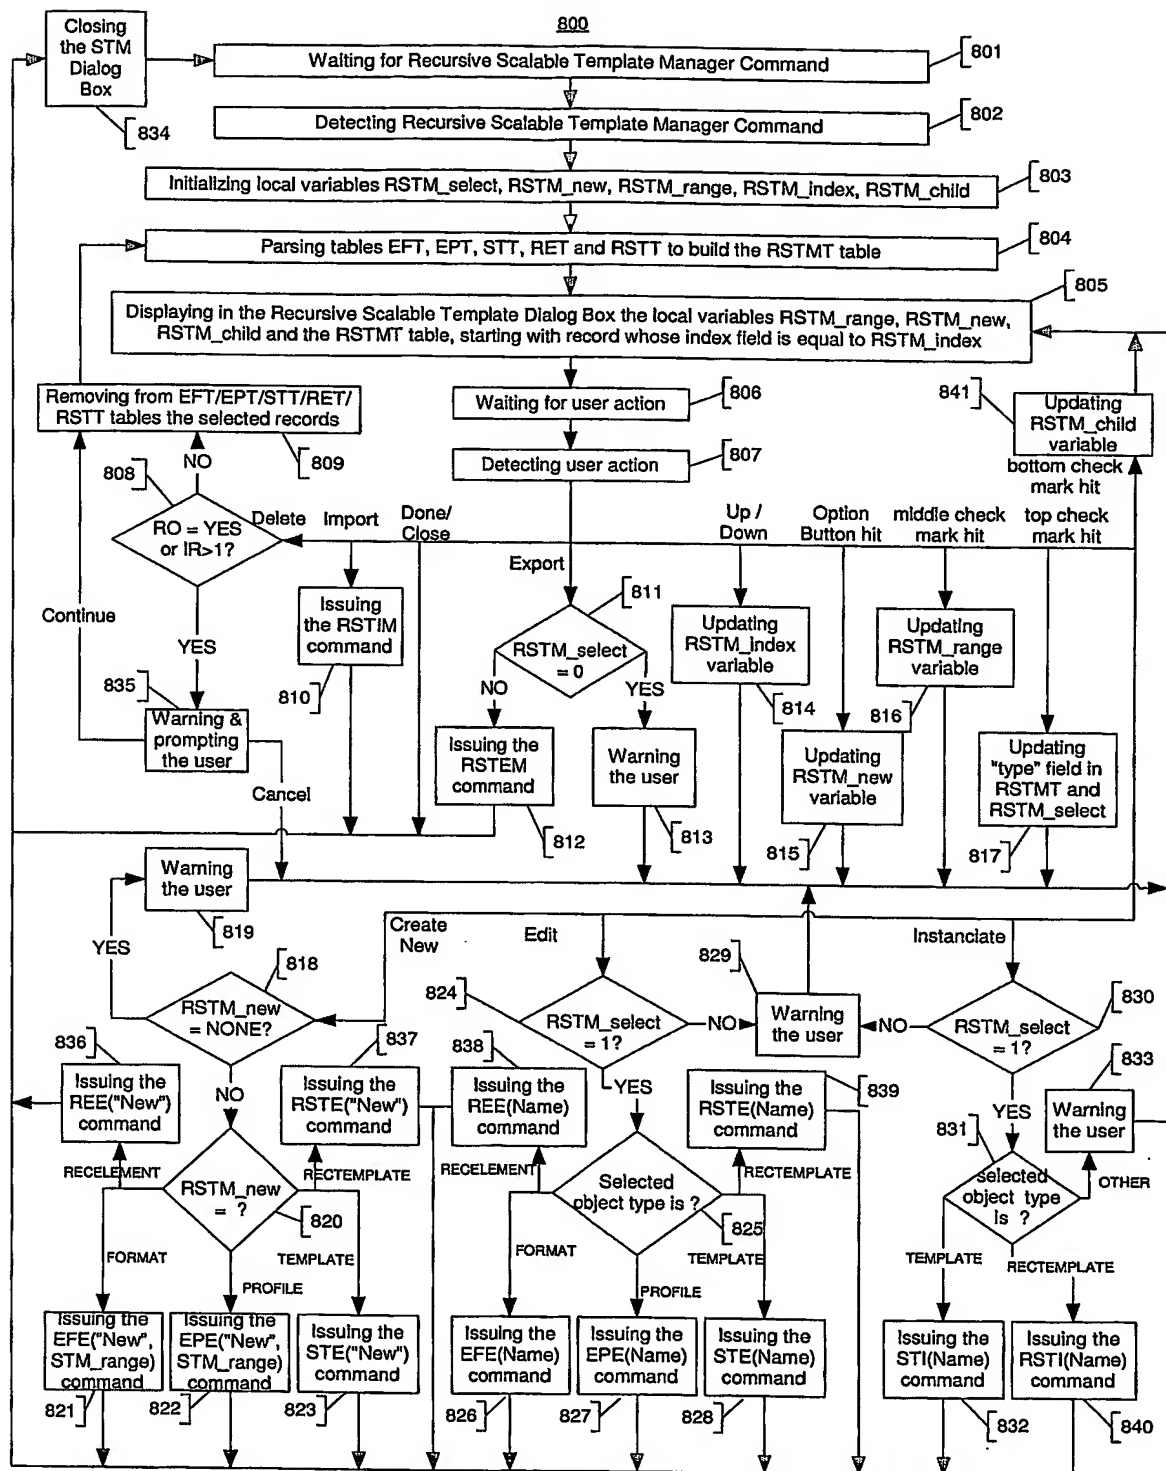 800
Closing
the STM
Dialog
Box
834
Waiting for Recursive Scalable Template Manager Command
801
Detecting Recursive Scalable Template Manager Command
802
Initializing local variables RSTM_select, RSTM_new, RSTM_range, RSTM_index, RSTM_child
803
Parsing tables EFT, EPT, STT, RET and RSTT to build the RSTMT table
804
Displaying in the Recursive Scalable Template Dialog Box the local variables RSTM_range, RSTM_new,
RSTM_child and the RSTMT table, starting with record whose index field is equal to RSTM_index
805
Removing from EFT/EPT/STT/RET/
RSTT tables the selected records
809
Waiting for user action
806
Detecting user action
807
841
Updating
RSTM_child
variable
bottom check
mark hit
NO
808
RO = YES
or IR>1?
Delete
Import
Done/
Close
Export
Up /
Down
Option
Button hit
middle check
mark hit
top check
mark hit
Continue
YES
835
Warning &
prompting
the user
Cancel
Issuing
the RSTIM
command
810
811
RSTM_select
= 0
NO
YES
Issuing the
RSTEM
command
812
Warning
the user
813
Updating
RSTM_index
variable
814
Updating
RSTM_new
variable
815
Updating
RSTM_range
variable
816
Updating
"type" field in
RSTMT and
RSTM_select
817
Warning
the user
819
YES
818
RSTM_new
= NONE?
Create
New
Edit
Instanciate
824
RSTM_select
= 1?
NO
829
Warning
the user
NO
830
RSTM_select
= 1?
836
Issuing the
REE("New")
command
NO
837
Issuing the
RSTE("New")
command
838
Issuing the
REE(Name)
command
YES
Issuing the
RSTE(Name)
command
839
833
Warning
the user
YES
831
RECELEMENT
RSTM_new
= ?
820
RECTEMPLATE
RECELEMENT
Selected
object type is ?
825
RECTEMPLATE
selected
object type
is ?
OTHER
FORMAT
PROFILE
TEMPLATE
FORMAT
PROFILE
TEMPLATE
TEMPLATE
RECTEMPLATE
Issuing the
EFE("New",
STM_range)
command
821
Issuing the
EPE("New",
STM_range)
command
822
Issuing the
STE("New")
command
823
Issuing the
EFE(Name)
command
826
Issuing the
EPE(Name)
command
827
Issuing the
STE(Name)
command
828
Issuing the
STI(Name)
command
832
Issuing the
RSTI(Name)
command
840